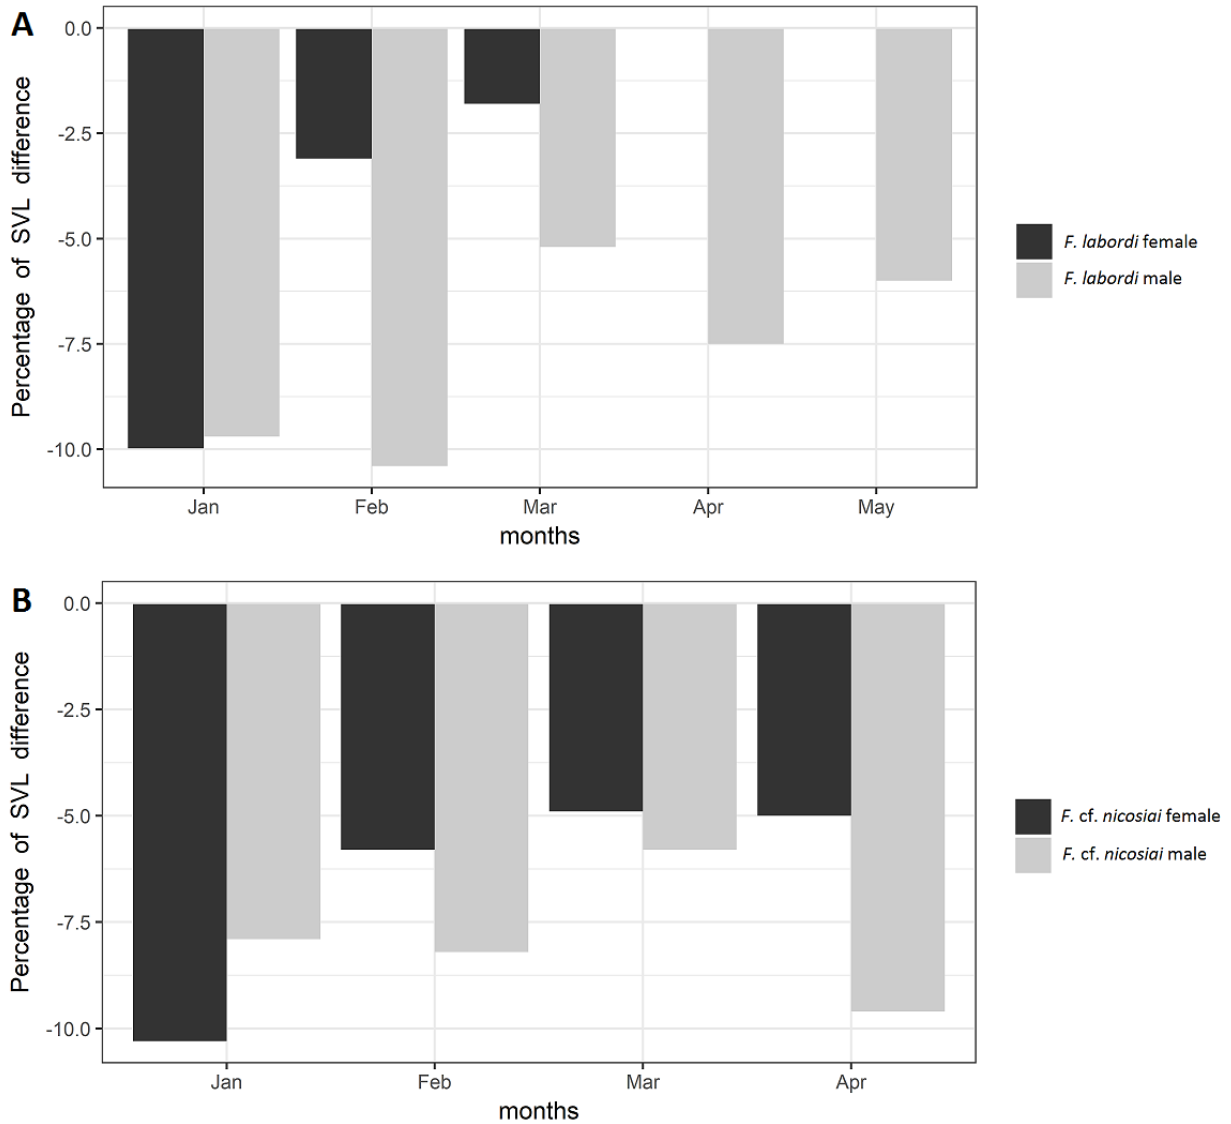 A
0.0
-2.5
-5.0
-7.5
-10.0
Percentage of SVL difference
Jan Feb Mar Apr May
months
F. labordi female
F. labordi male
B
0.0
-2.5
-5.0
-7.5
-10.0
Percentage of SVL difference
Jan Feb Mar Apr
months
F. cf. nicosiai female
F. cf. nicosiai male